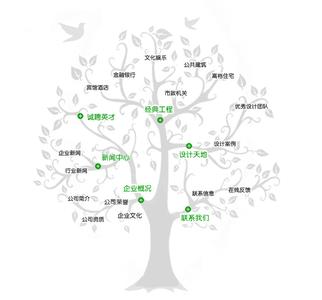 文化娱乐
公共建筑
金融银行
高档住宅
宾馆酒店
市政机关
优秀设计团队
经典工程
诚聘英才
设计案例
企业新闻
新闻中心
设计天地
行业新闻
企业概况
联系信息
在线反馈
公司简介
公司荣誉
公司资质
企业文化
联系我们